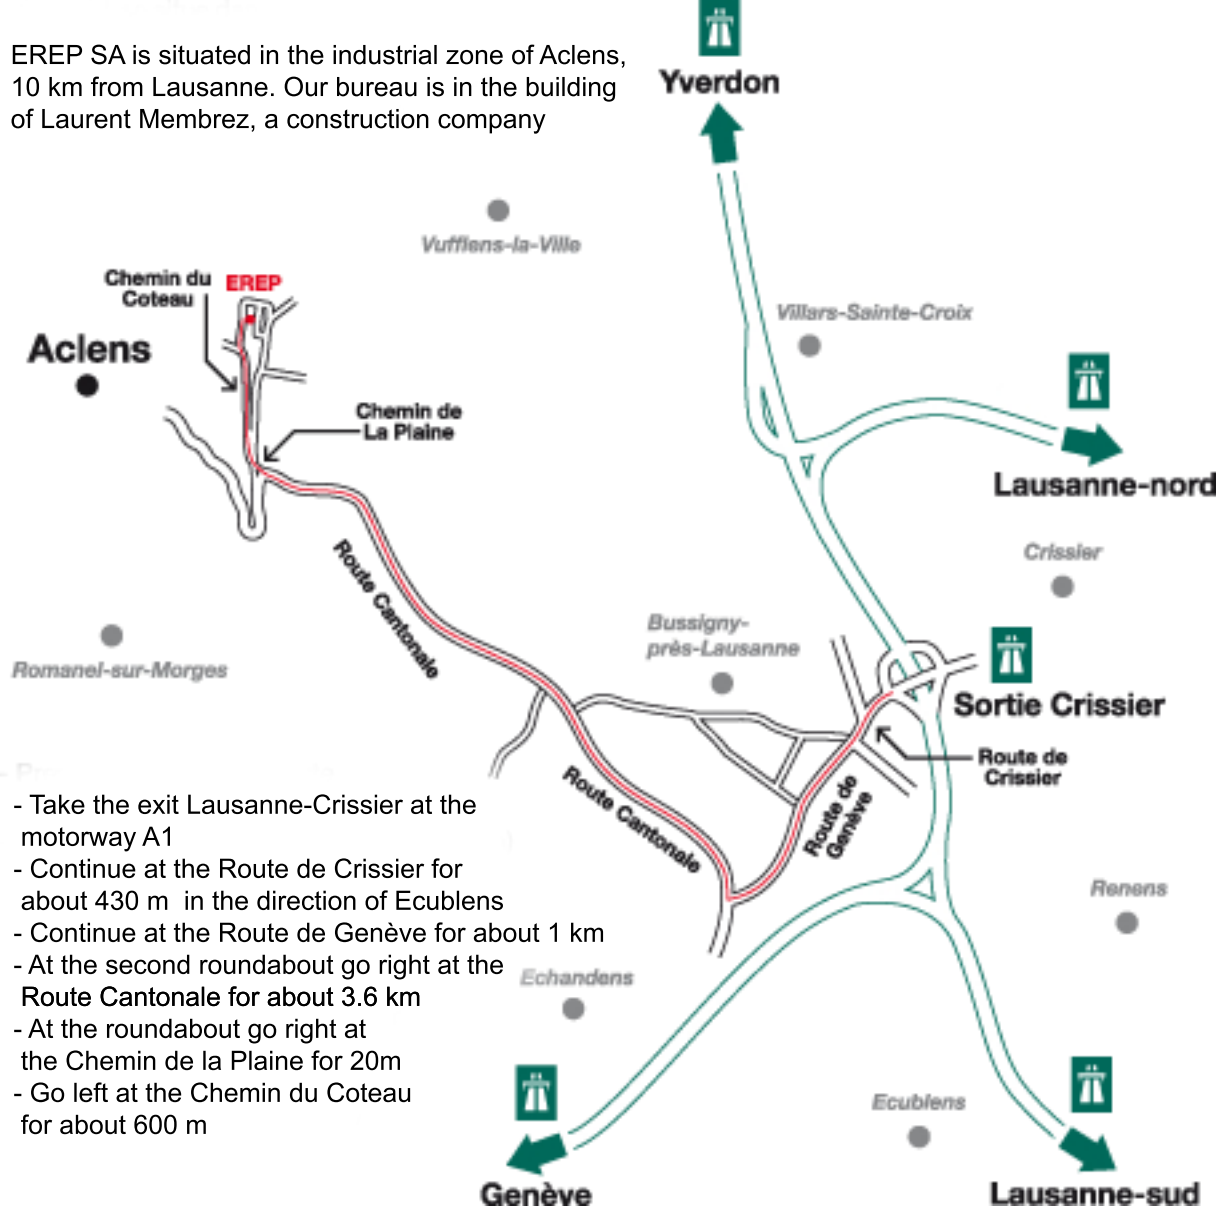 EREP SA is situated in the industrial zone of Aclens,
10 km from Lausanne. Our bureau is in the building
of Laurent Membrez, a construction company
Yverdon
Vufflens-la-Ville
Chemin du
Coteau
EREP
Villars-Sainte-Croix
Aclens
Chemin de
La Plaine
Lausanne-nord
Route Cantonale
Crissier
Bussigny-
près-Lausanne
Romanel-sur-Morges
Sortie Crissier
Route de
Crissier
Route Cantonale
Route de
Genève
- Take the exit Lausanne-Crissier at the
motorway A1
- Continue at the Route de Crissier for
about 430 m  in the direction of Ecublens
- Continue at the Route de Genève for about 1 km
- At the second roundabout go right at the
Route Cantonale for about 3.6 km
- At the roundabout go right at
the Chemin de la Plaine for 20m
- Go left at the Chemin du Coteau
for about 600 m
Renens
Echandens
Ecublens
Genève
Lausanne-sud